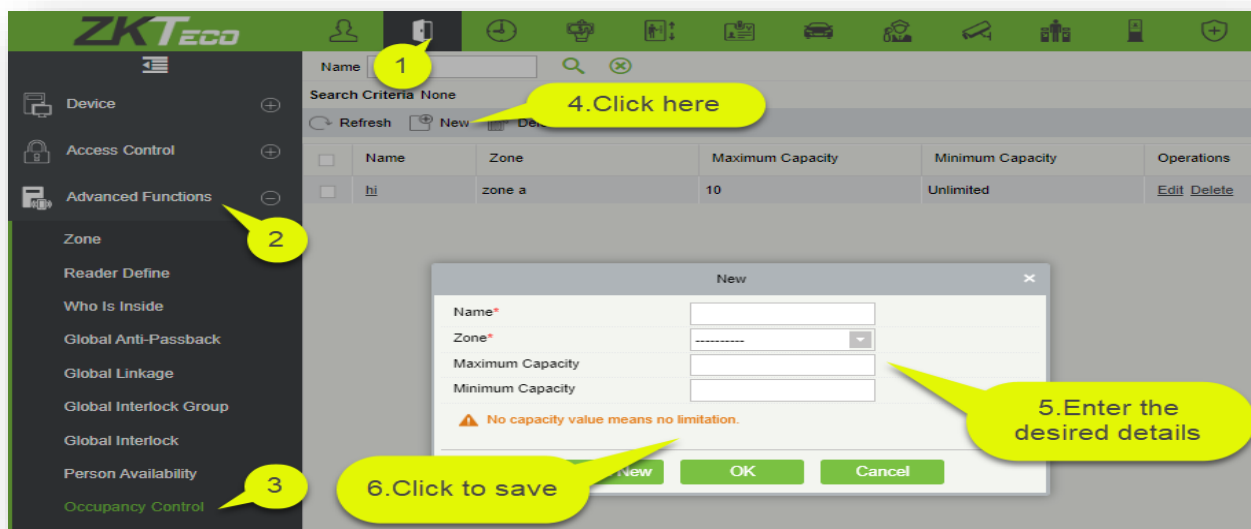 ZKTeco
1
Name
Search Criteria None
4.Click here
Refresh New
Name Zone Maximum Capacity Minimum Capacity Operations
hi zone a 10 Unlimited Edit Delete
Device
Access Control
Advanced Functions
2
Zone
Reader Define
Who Is Inside
Global Anti-Passback
Global Linkage
Global Interlock Group
Global Interlock
Person Availability
Occupancy Control
3
New
Name*
Zone* ----------
Maximum Capacity
Minimum Capacity
No capacity value means no limitation.
5.Enter the
desired details
6.Click to save
New OK Cancel